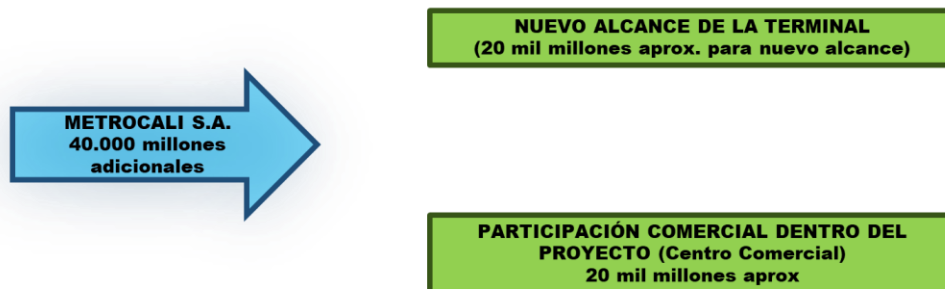 NUEVO ALCANCE DE LA TERMINAL
(20 mil millones aprox. para nuevo alcance)
METROCALI S.A.
40.000 millones
adicionales
PARTICIPACIÓN COMERCIAL DENTRO DEL
PROYECTO (Centro Comercial)
20 mil millones aprox